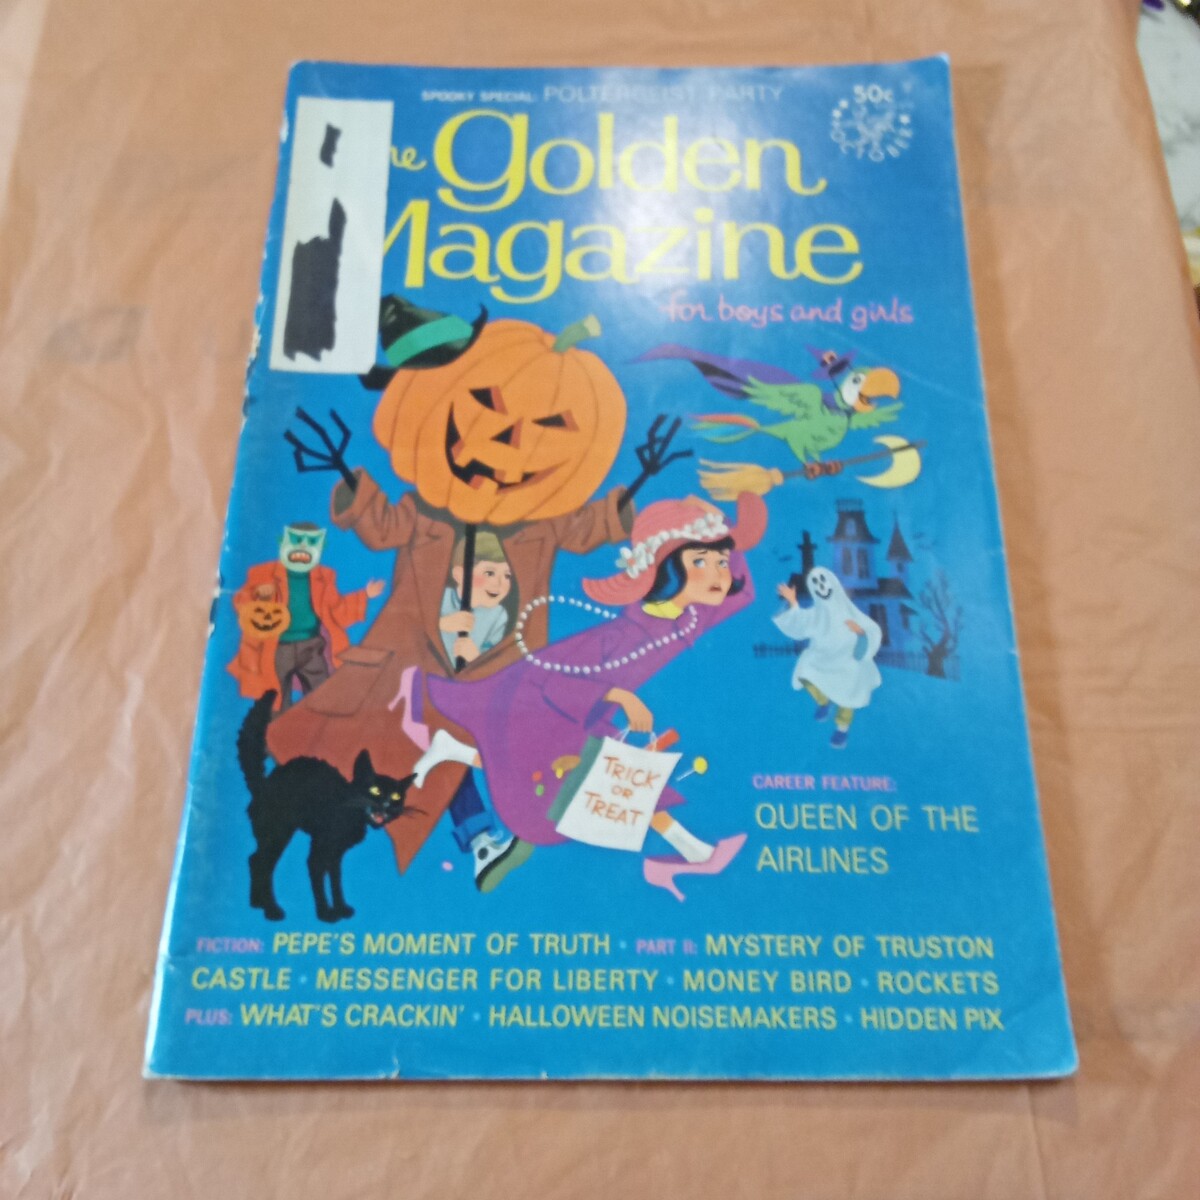 SPOOKY SPECIAL: POLTERGEIST PARTY
50¢
OCTOBER
The Golden
Magazine
for boys and girls
TRICK
OR
TREAT
CAREER FEATURE:
QUEEN OF THE
AIRLINES
FICTION: PEPE'S MOMENT OF TRUTH • PART II: MYSTERY OF TRUSTON
CASTLE • MESSENGER FOR LIBERTY • MONEY BIRD • ROCKETS
PLUS: WHAT'S CRACKIN' • HALLOWEEN NOISEMAKERS • HIDDEN PIX